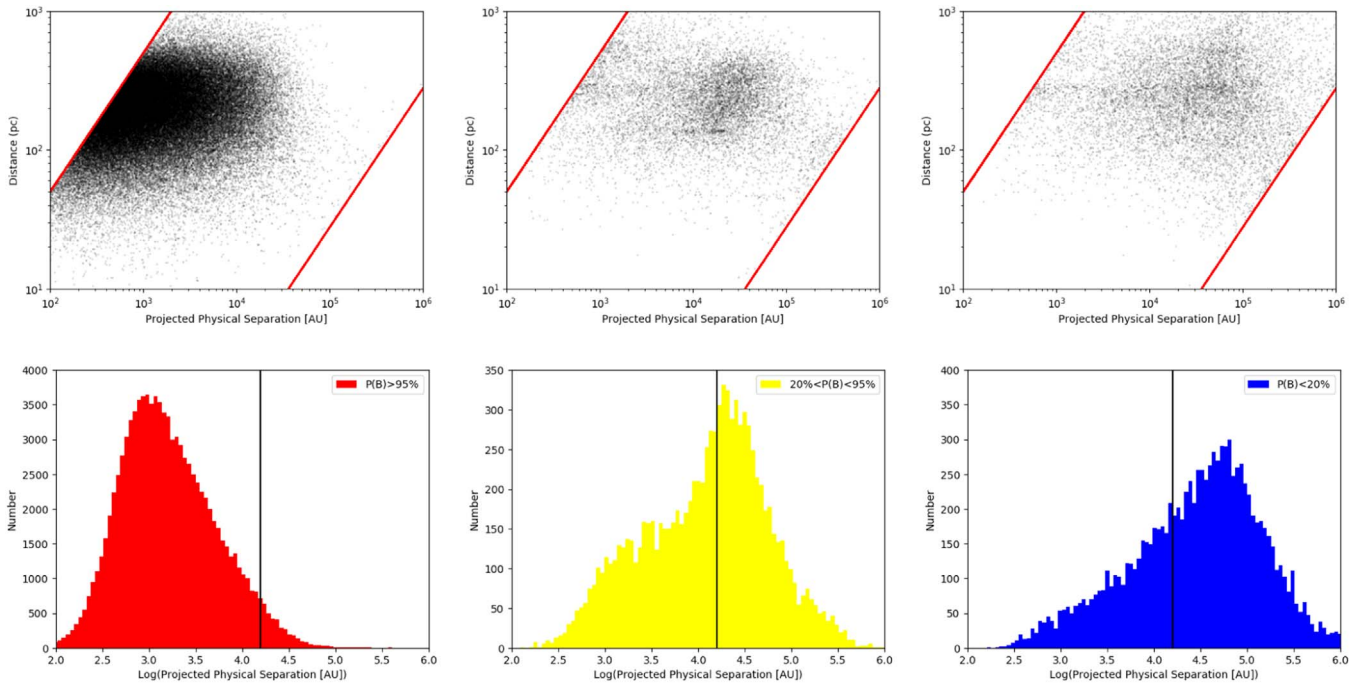 10³
10²
10¹
Distance (pc)
10² 10³ 10⁴ 10⁵ 10⁶
Projected Physical Separation [AU]
10³
10²
10¹
Distance (pc)
10² 10³ 10⁴ 10⁵ 10⁶
Projected Physical Separation [AU]
10³
10²
10¹
Distance (pc)
10² 10³ 10⁴ 10⁵ 10⁶
Projected Physical Separation [AU]
P(B)>95%
4000
3500
3000
2500
2000
1500
1000
500
0
Number
2.0 2.5 3.0 3.5 4.0 4.5 5.0 5.5 6.0
Log(Projected Physical Separation [AU])
20%<P(B)<95%
350
300
250
200
150
100
50
0
Number
2.0 2.5 3.0 3.5 4.0 4.5 5.0 5.5 6.0
Log(Projected Physical Separation [AU])
P(B)<20%
400
350
300
250
200
150
100
50
0
Number
2.0 2.5 3.0 3.5 4.0 4.5 5.0 5.5 6.0
Log(Projected Physical Separation [AU])